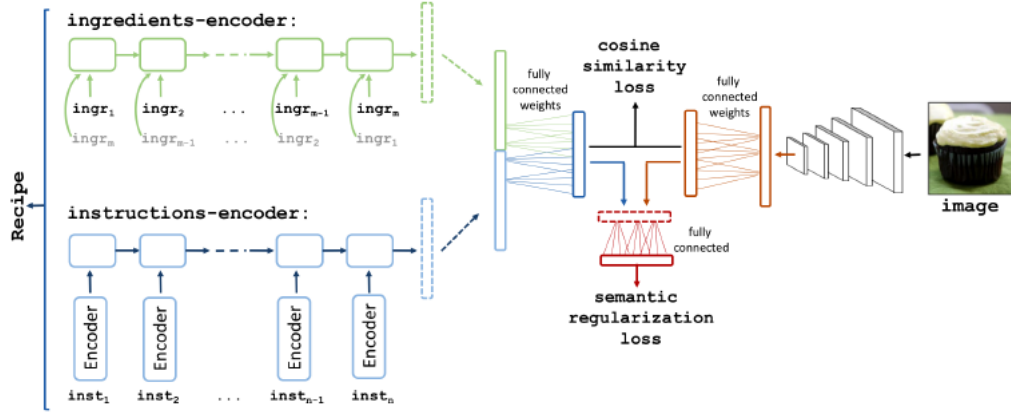 ingredients-encoder:
ingr1 ingr2 ... ingrm-1 ingrm
ingrm ingrm-1 ... ingr2 ingr1
Recipe
instructions-encoder:
Encoder Encoder Encoder Encoder
inst1 inst2 ... instn-1 instn
fully
connected
weights
cosine
similarity
loss
fully
connected
weights
image
fully
connected
semantic
regularization
loss